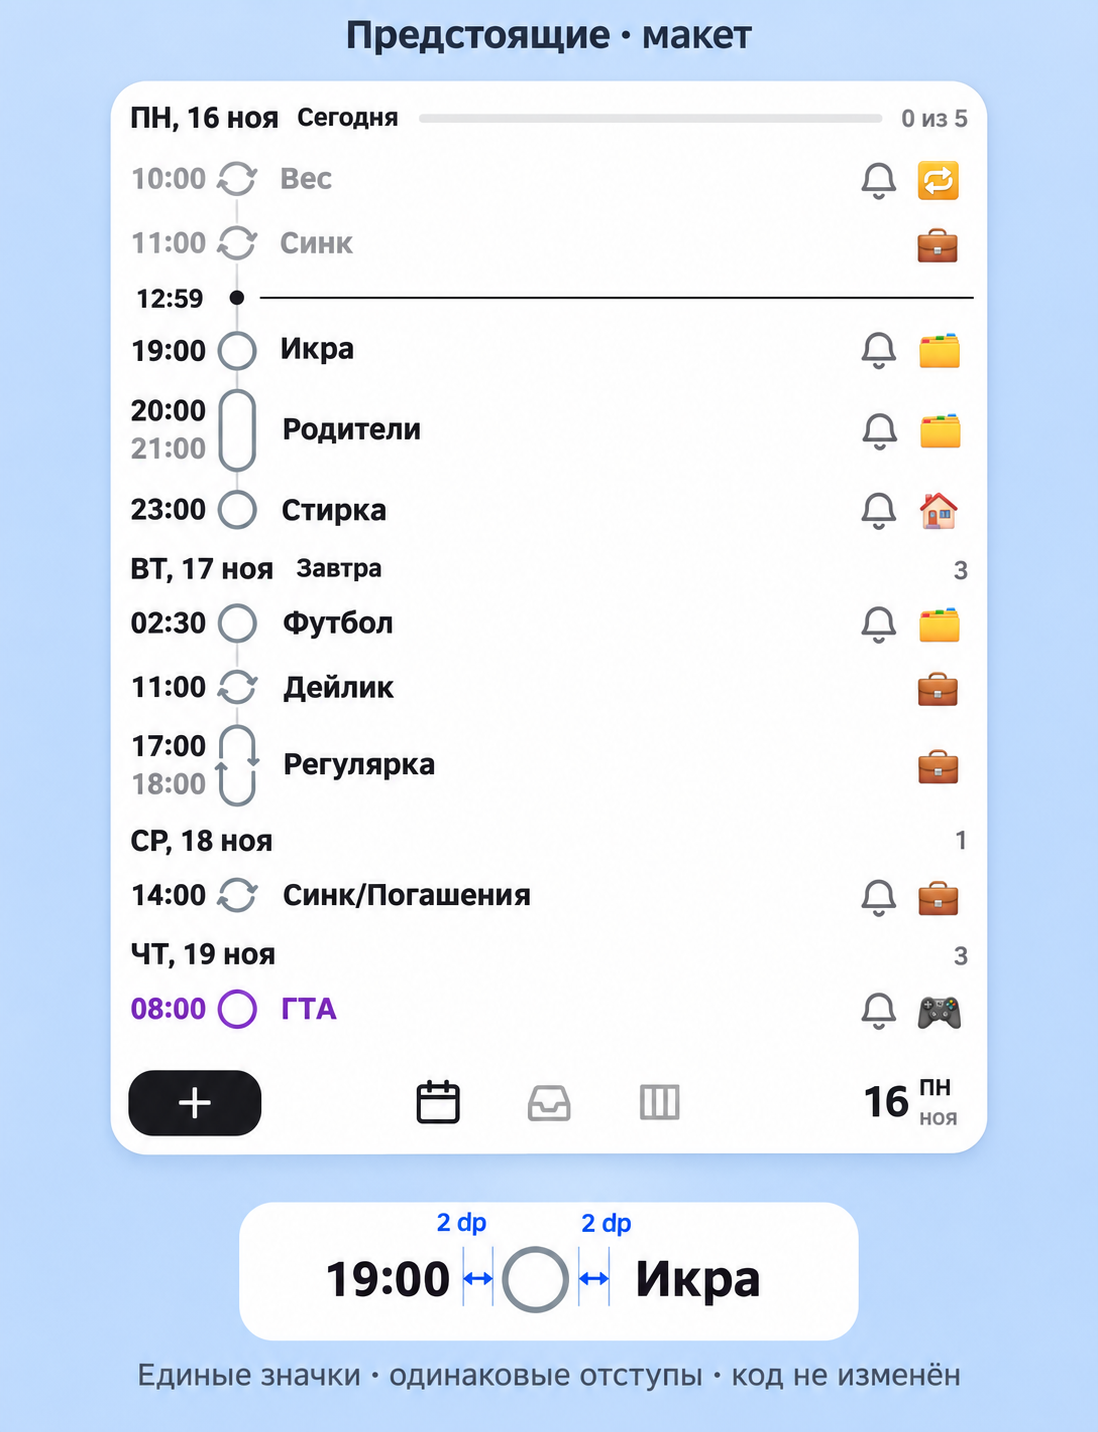 Предстоящие • макет
ПН, 16 ноя Сегодня 0 из 5
10:00 Вес
11:00 Синк
12:59
19:00 Икра
20:00
21:00
Родители
23:00 Стирка
ВТ, 17 ноя Завтра 3
02:30 Футбол
11:00 Дейлик
17:00
18:00
Регулярка
СР, 18 ноя 1
14:00 Синк/Погашения
ЧТ, 19 ноя 3
08:00 ГТА
16 ПН
ноя
2 dp 2 dp
19:00 Икра
Единые значки • одинаковые отступы • код не изменён